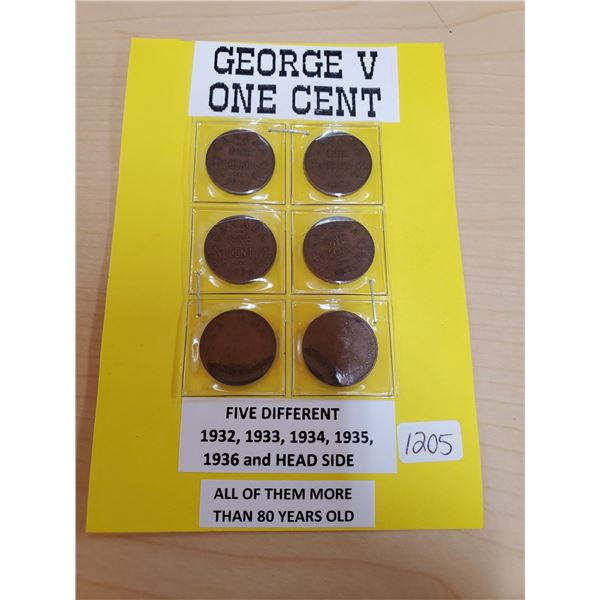 GEORGE V
ONE CENT
FIVE DIFFERENT
1932, 1933, 1934, 1935,
1936 and HEAD SIDE
1205
ALL OF THEM MORE
THAN 80 YEARS OLD